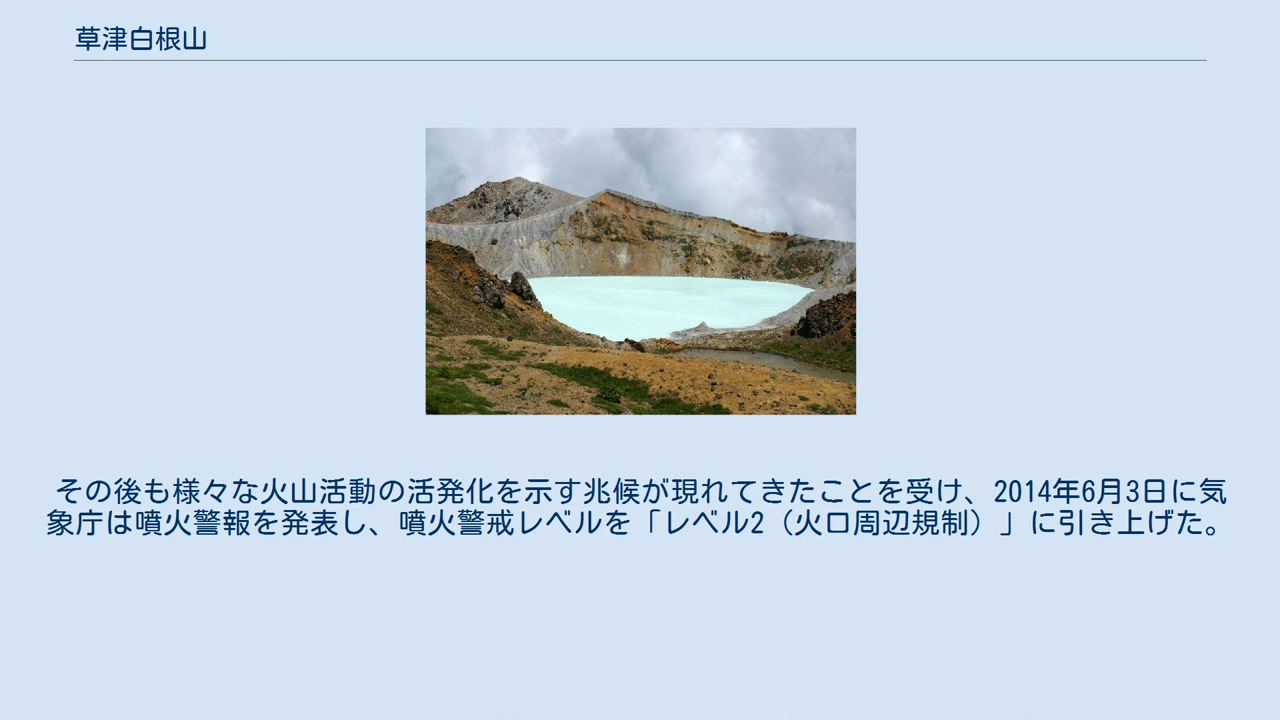 草津白根山
その後も様々な火山活動の活発化を示す兆候が現れてきたことを受け、2014年6月3日に気
象庁は噴火警報を発表し、噴火警戒レベルを「レベル2（火口周辺規制）」に引き上げた。